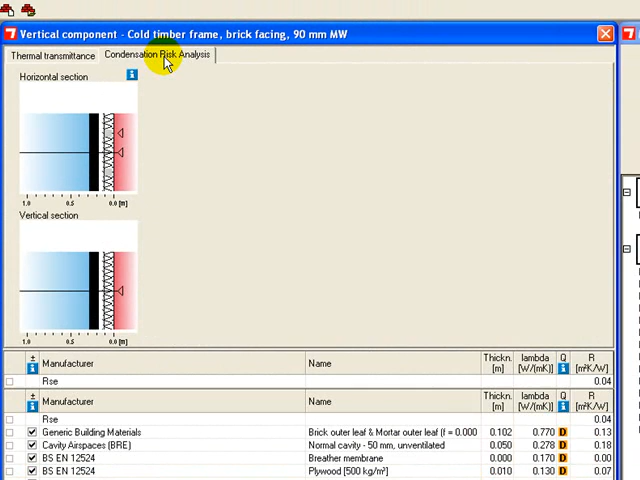 Vertical component - Cold timber frame, brick facing, 90 mm MW
Thermal transmittance Condensation Risk Analysis
Horizontal section
1.0 0.5 0.0 [m]
Vertical section
1.0 0.5 0.0 [m]
± Manufacturer Name Thickn. [m] lambda [W/(mK)] Q R [m²K/W]
Rse 0.04
± Manufacturer Name Thickn. [m] lambda [W/(mK)] Q R [m²K/W]
Rse 0.04
Generic Building Materials Brick outer leaf & Mortar outer leaf (f = 0.000 0.102 0.770 D 0.13
Cavity Airspaces (BRE) Normal cavity - 50 mm, unventilated 0.050 0.278 D 0.18
BS EN 12524 Breather membrane 0.000 0.170 D 0.00
BS EN 12524 Plywood [500 kg/m³] 0.010 0.130 D 0.07